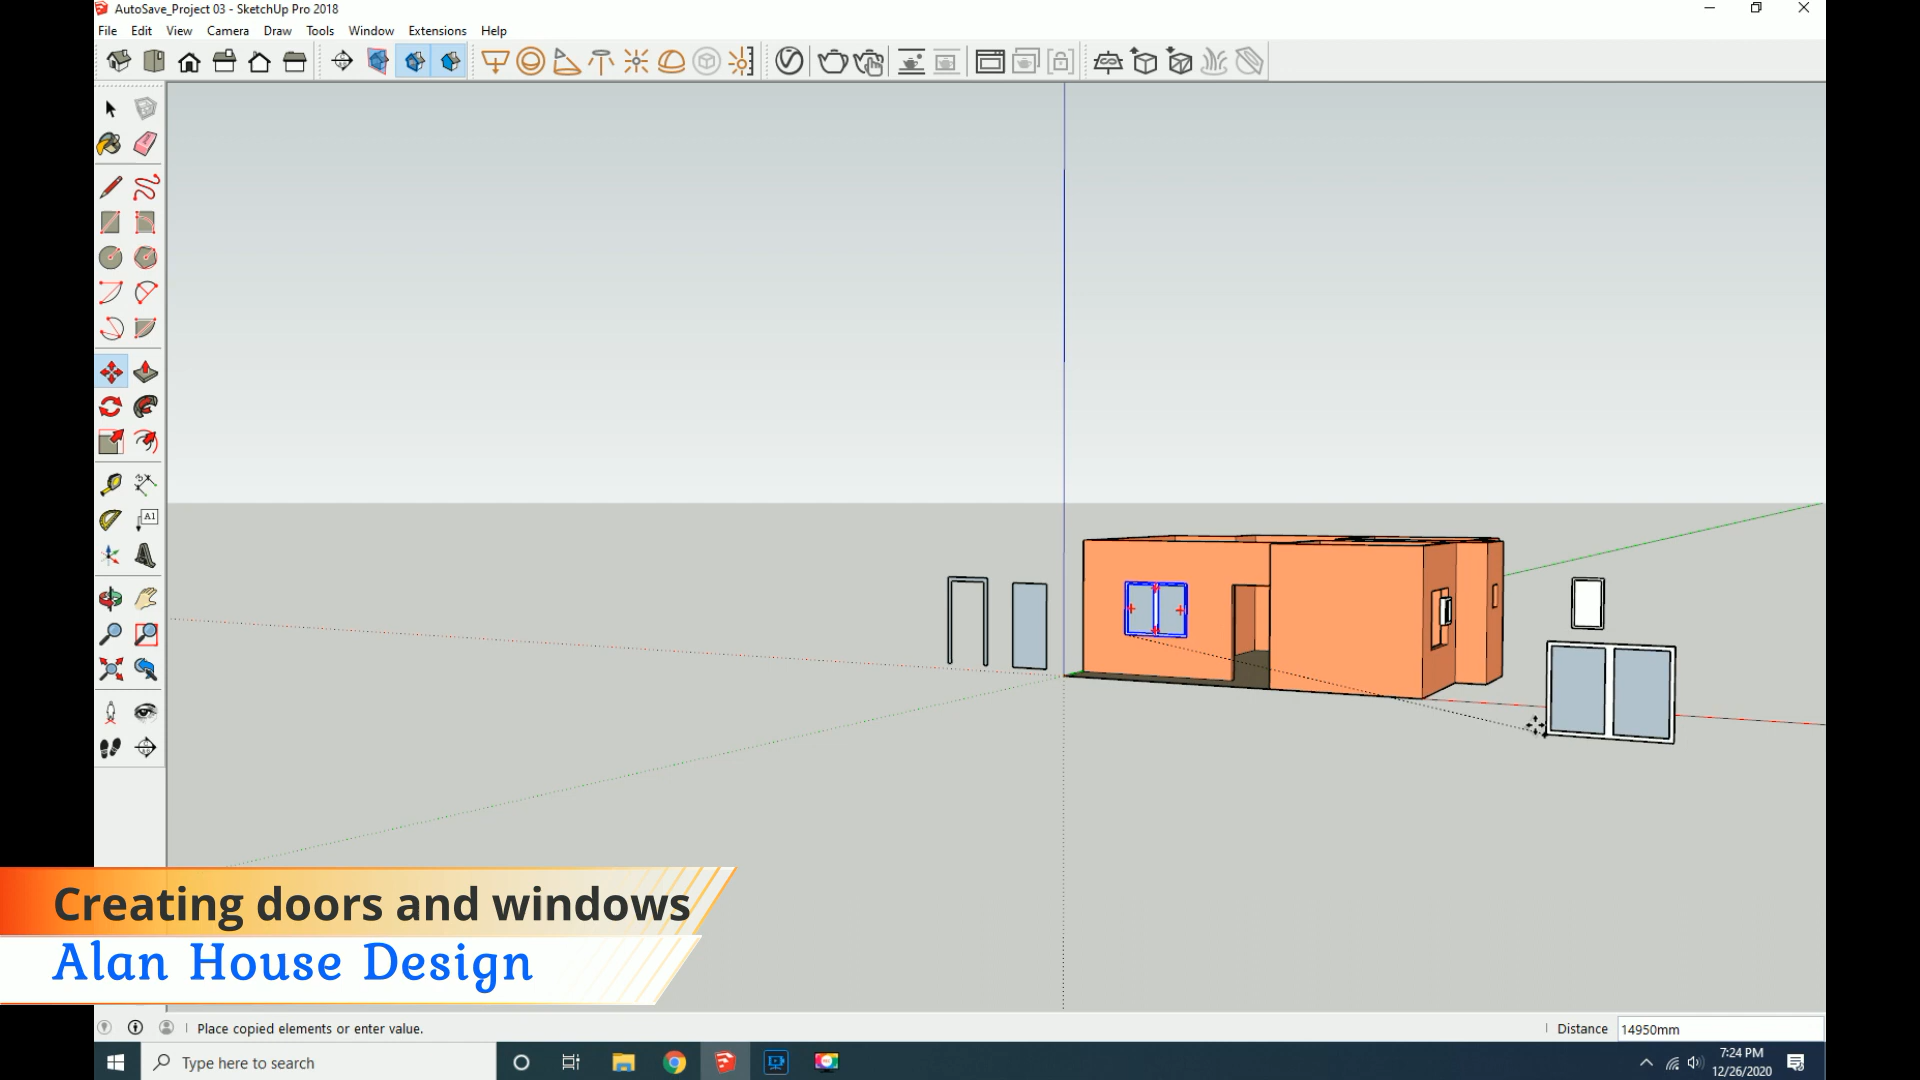 AutoSave_Project 03 - SketchUp Pro 2018
File Edit View Camera Draw Tools Window Extensions Help
A1
Creating doors and windows
Alan House Design
Place copied elements or enter value.
Distance 14950mm
Type here to search
7:24 PM
12/26/2020